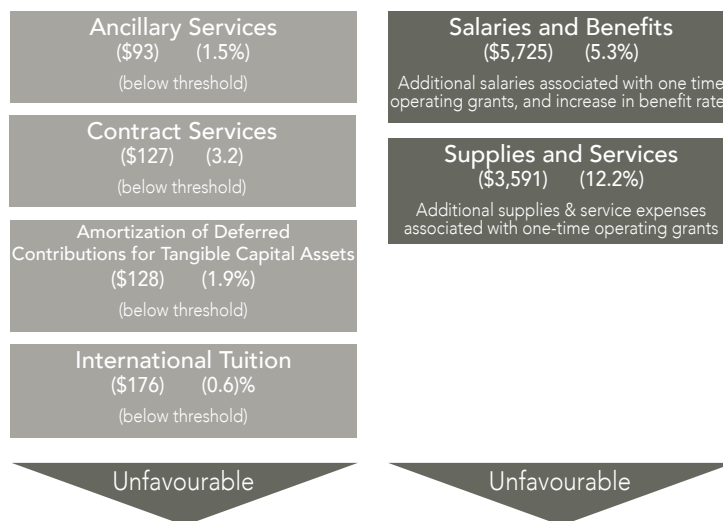 Ancillary Services
($93) (1.5%)
(below threshold)
Contract Services
($127) (3.2)
(below threshold)
Amortization of Deferred
Contributions for Tangible Capital Assets
($128) (1.9%)
(below threshold)
International Tuition
($176) (0.6)%
(below threshold)
Unfavourable
Salaries and Benefits
($5,725) (5.3%)
Additional salaries associated with one time
operating grants, and increase in benefit rate
Supplies and Services
($3,591) (12.2%)
Additional supplies & service expenses
associated with one-time operating grants
Unfavourable